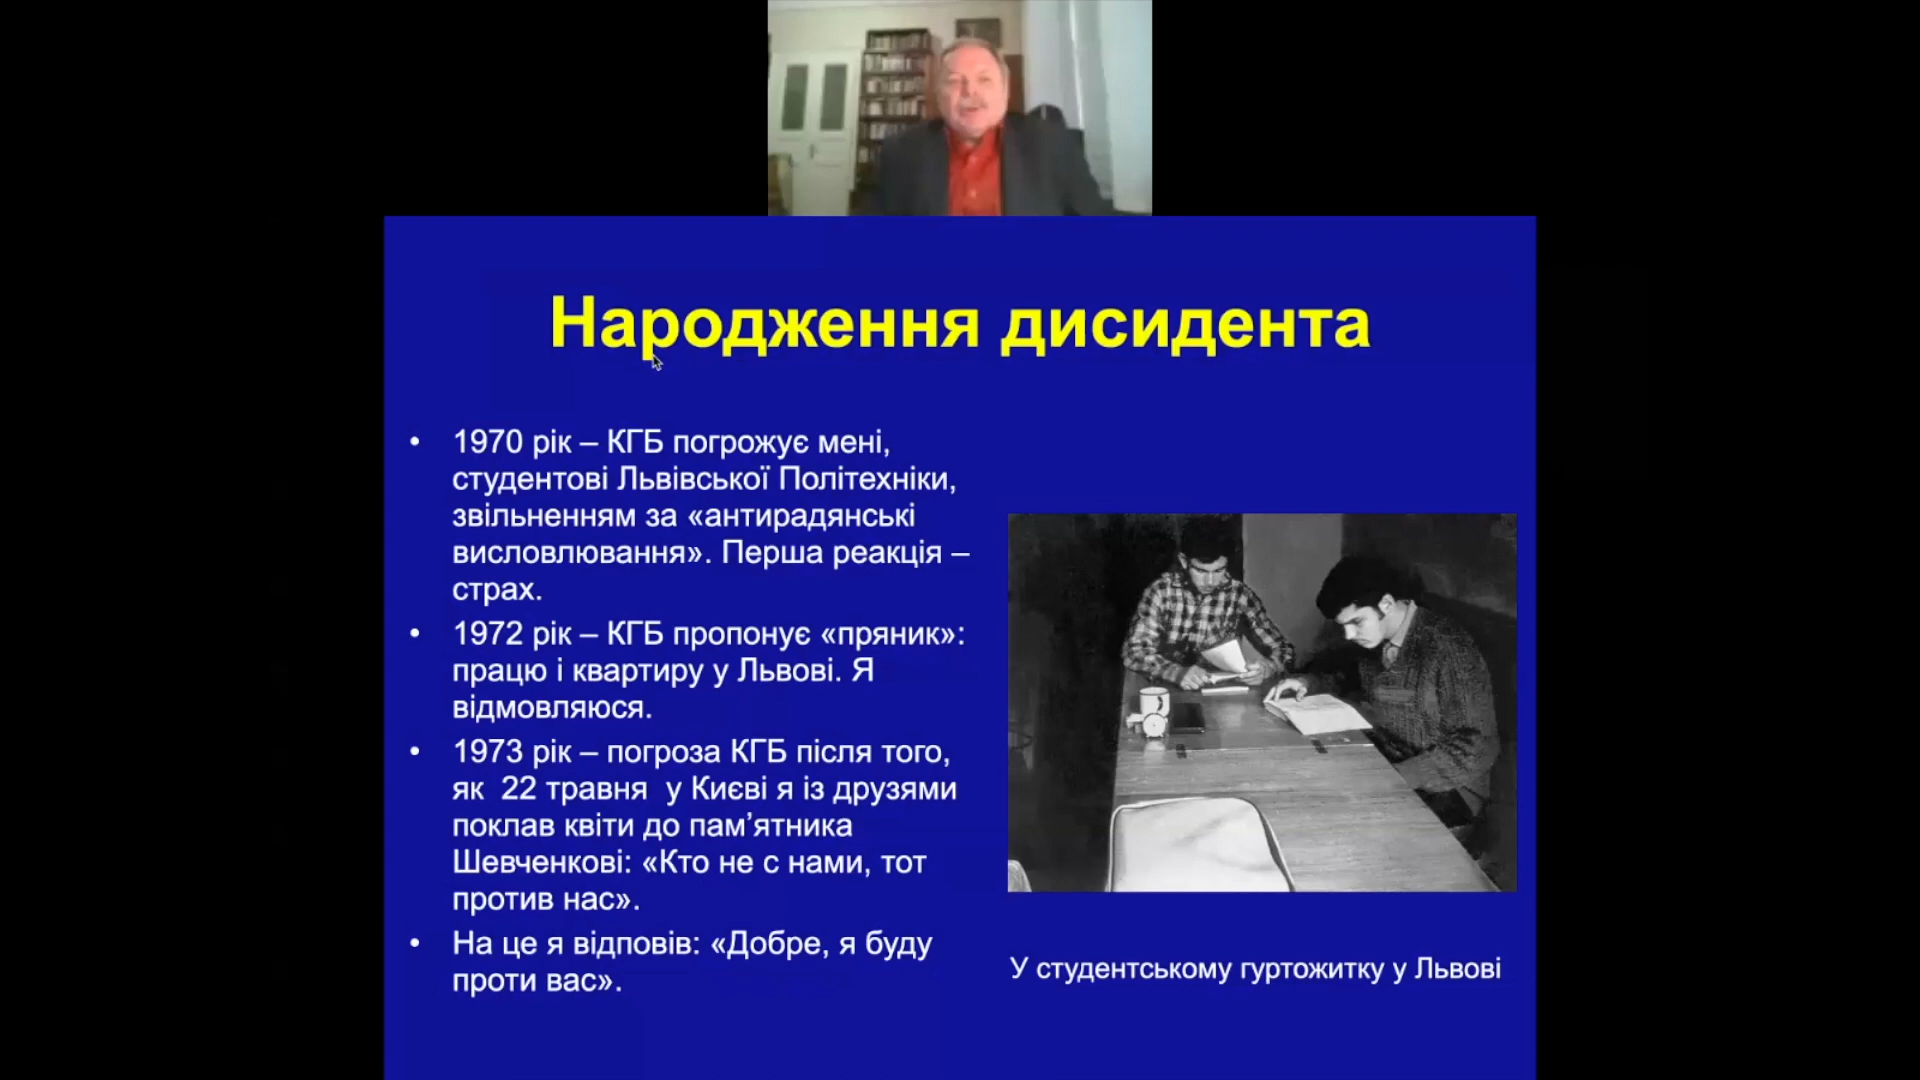 Народження дисидента
• 1970 рік – КГБ погрожує мені,
студентові Львівської Політехніки,
звільненням за «антирадянські
висловлювання». Перша реакція –
страх.
• 1972 рік – КГБ пропонує «пряник»:
працю і квартиру у Львові. Я
відмовляюся.
• 1973 рік – погроза КГБ після того,
як 22 травня у Києві я із друзями
поклав квіти до пам’ятника
Шевченкові: «Кто не с нами, тот
против нас».
• На це я відповів: «Добре, я буду
проти вас».
У студентському гуртожитку у Львові